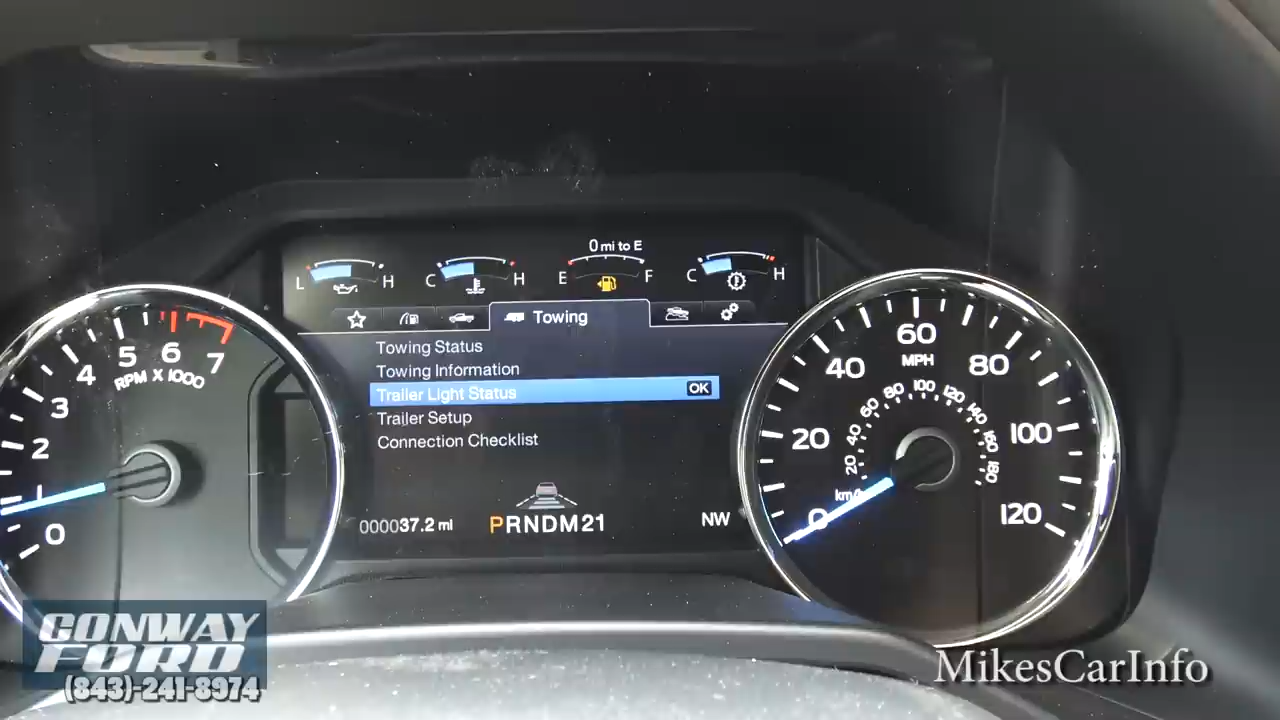 0 mi to E
L H C H E F C H
Towing
Towing Status
Towing Information
Trailer Light Status OK
Trailer Setup
Connection Checklist
000037.2 mi PRNDM21 NW
0 1 2 3 4 5 6 7
RPM X 1000
0 20 40 60 80 100 120
MPH
20 40 60 80 100 120 140 160 180
km/h
CONWAY
FORD
(843)-241-8974
MikesCarInfo